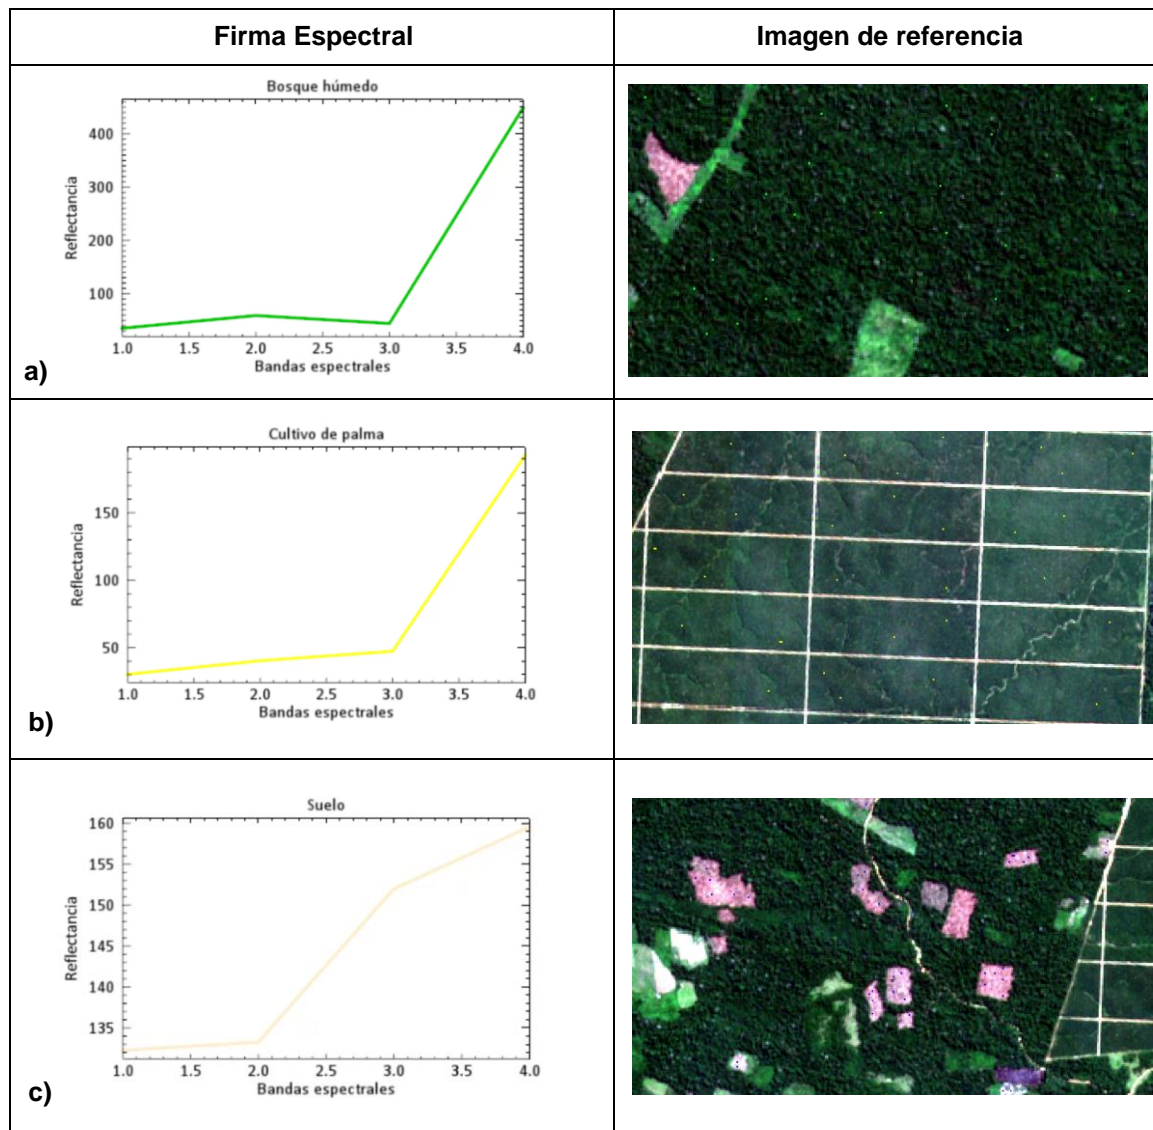 Firma Espectral
Imagen de referencia
Bosque húmedo
400
300
200
100
Reflectancia
1.0 1.5 2.0 2.5 3.0 3.5 4.0
Bandas espectrales
a)
Cultivo de palma
150
100
50
Reflectancia
1.0 1.5 2.0 2.5 3.0 3.5 4.0
Bandas espectrales
b)
Suelo
160
155
150
145
140
135
Reflectancia
1.0 1.5 2.0 2.5 3.0 3.5 4.0
Bandas espectrales
c)